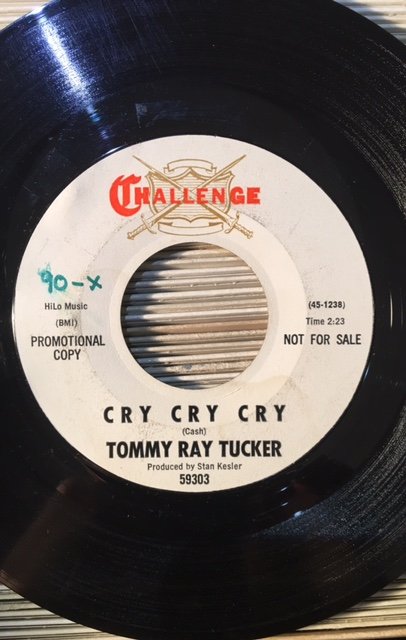 CHALLENGE
90-X
HiLo Music
(BMI)
PROMOTIONAL
COPY
(45-1238)
Time 2:23
NOT FOR SALE
CRY CRY CRY
(Cash)
TOMMY RAY TUCKER
Produced by Stan Kesler
59303